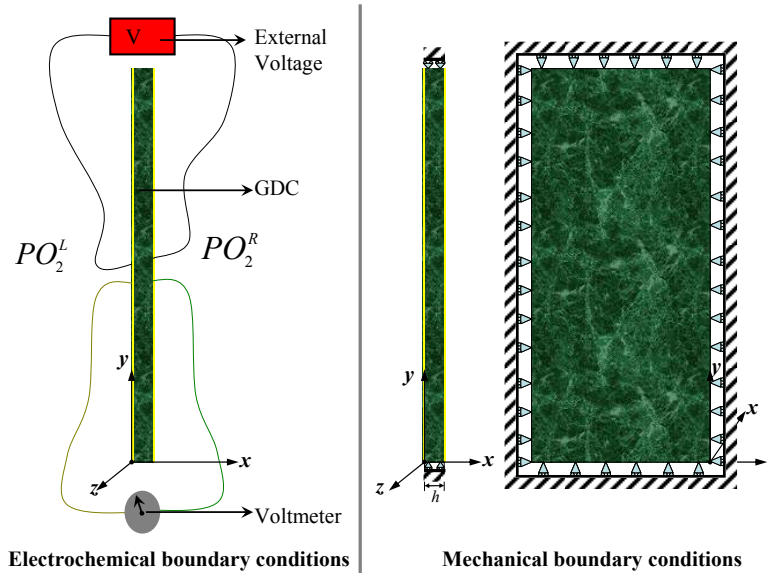 V
External
Voltage
GDC
PO₂ᴸ
PO₂ᴿ
y
x
z
Voltmeter
Electrochemical boundary conditions
y
x
z
h
y
x
Mechanical boundary conditions